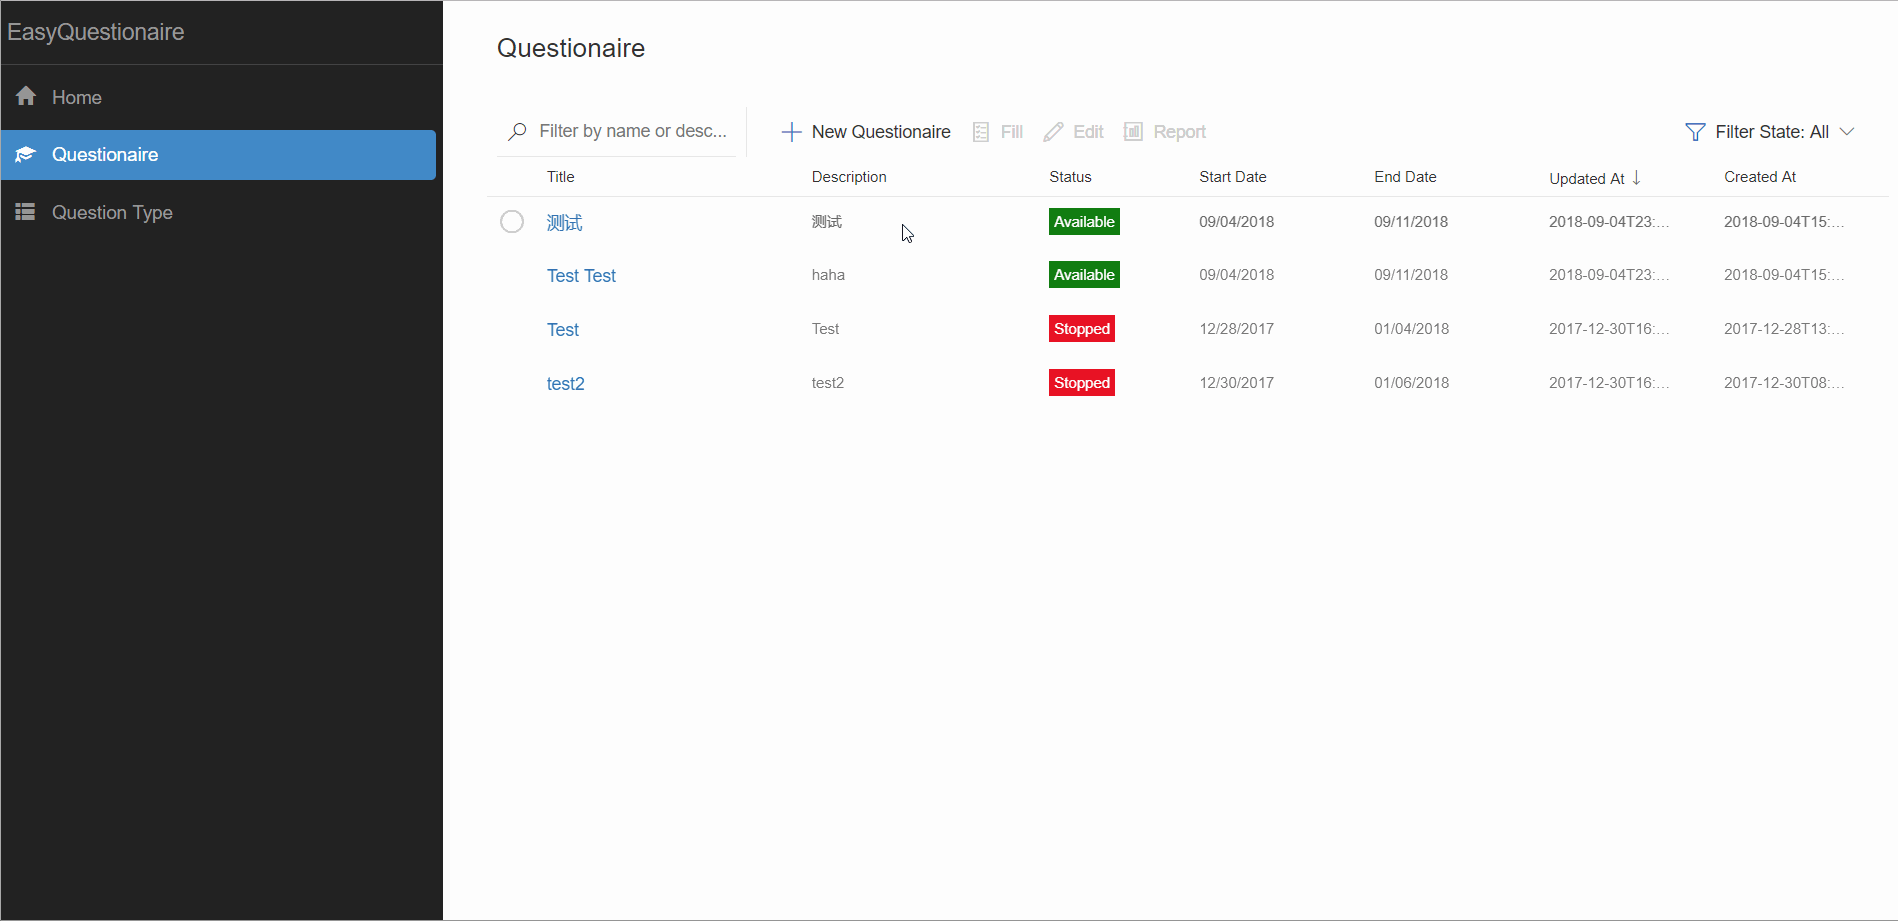 EasyQuestionaire
Home
Questionaire
Question Type
Questionaire
Filter by name or desc... New Questionaire Fill Edit Report Filter State: All
Title Description Status Start Date End Date Updated At Created At
测试 测试 Available 09/04/2018 09/11/2018 2018-09-04T23:... 2018-09-04T15:...
Test Test haha Available 09/04/2018 09/11/2018 2018-09-04T23:... 2018-09-04T15:...
Test Test Stopped 12/28/2017 01/04/2018 2017-12-30T16:... 2017-12-28T13:...
test2 test2 Stopped 12/30/2017 01/06/2018 2017-12-30T16:... 2017-12-30T08:...